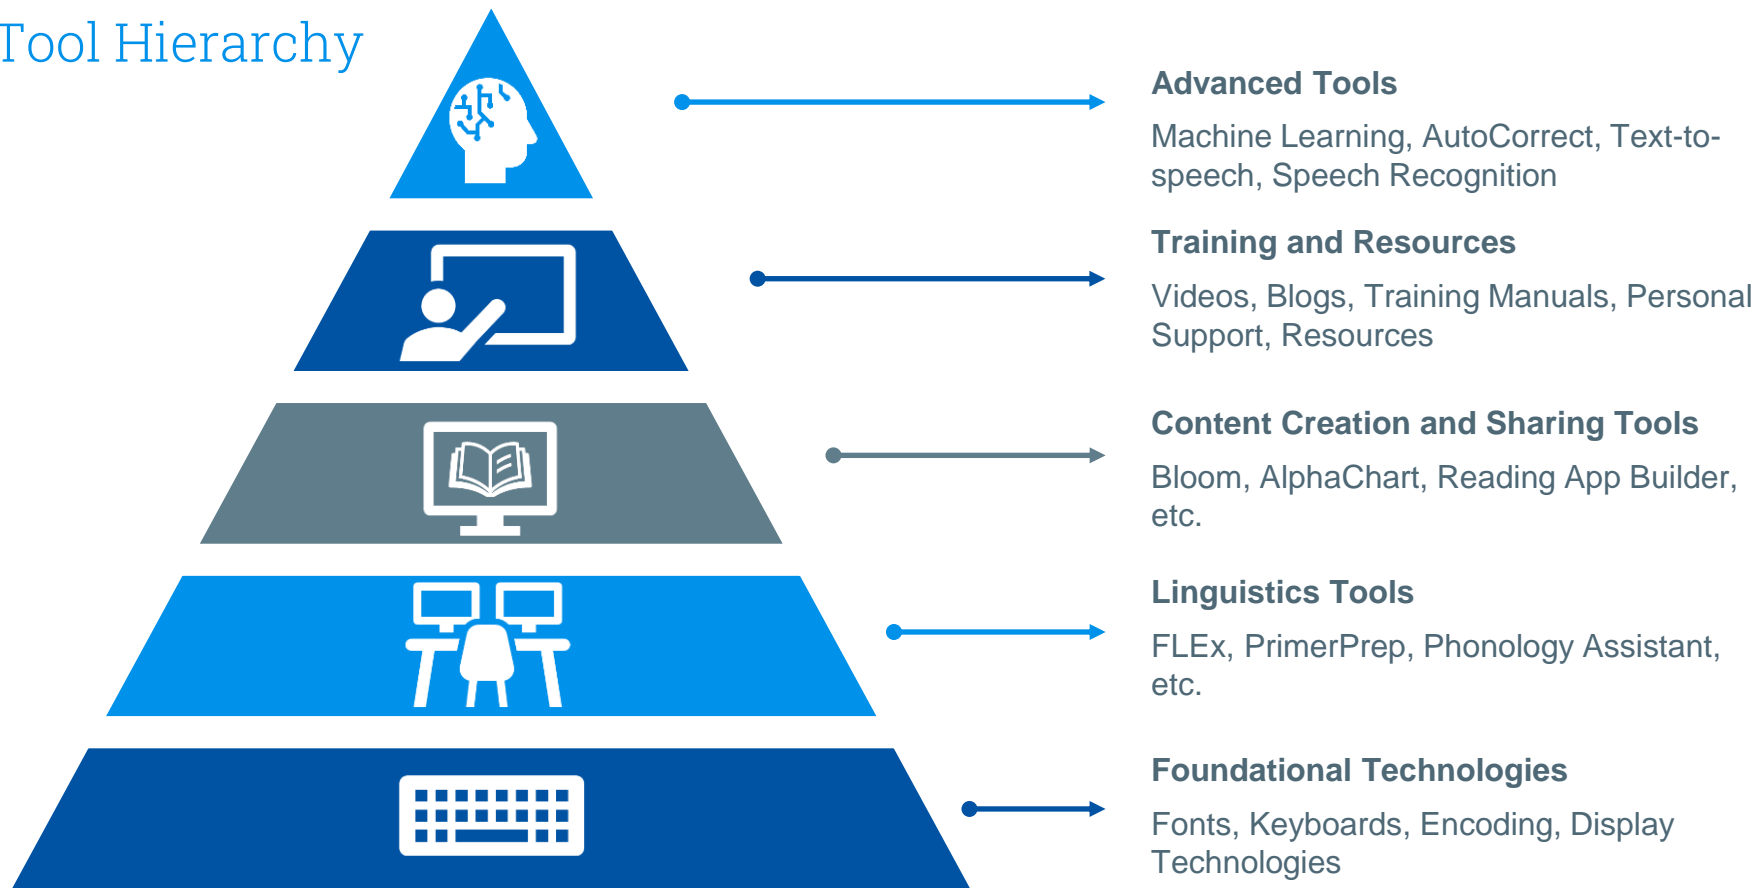 Tool Hierarchy
Advanced Tools
Machine Learning, AutoCorrect, Text-to-
speech, Speech Recognition
Training and Resources
Videos, Blogs, Training Manuals, Personal
Support, Resources
Content Creation and Sharing Tools
Bloom, AlphaChart, Reading App Builder,
etc.
Linguistics Tools
FLEx, PrimerPrep, Phonology Assistant,
etc.
Foundational Technologies
Fonts, Keyboards, Encoding, Display
Technologies